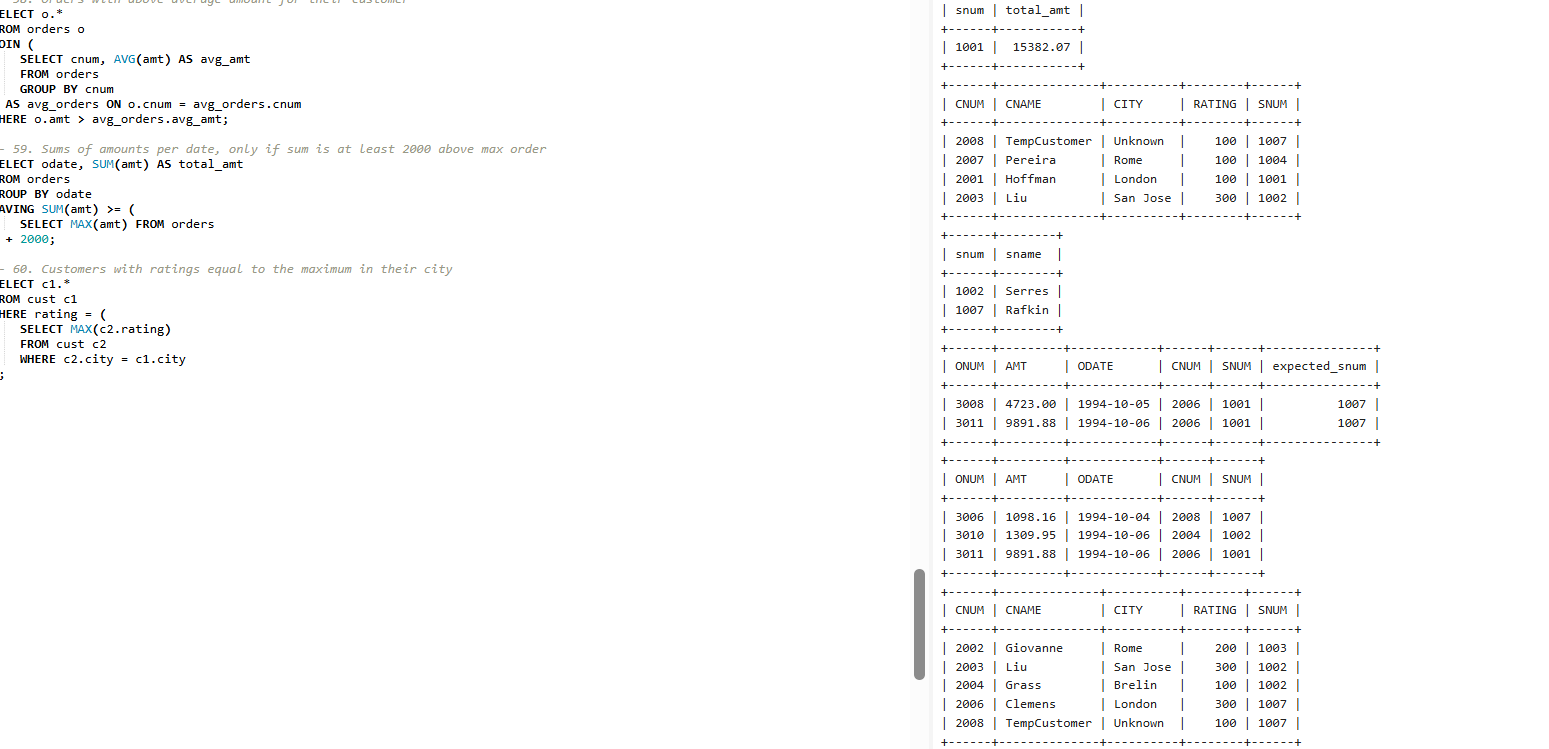 - 58. Orders with above average amount for their customer
ELECT o.*
ROM orders o
OIN (
SELECT cnum, AVG(amt) AS avg_amt
FROM orders
GROUP BY cnum
AS avg_orders ON o.cnum = avg_orders.cnum
HERE o.amt > avg_orders.avg_amt;
- 59. Sums of amounts per date, only if sum is at least 2000 above max order
ELECT odate, SUM(amt) AS total_amt
ROM orders
ROUP BY odate
AVING SUM(amt) >= (
SELECT MAX(amt) FROM orders
+ 2000;
- 60. Customers with ratings equal to the maximum in their city
ELECT c1.*
ROM cust c1
HERE rating = (
SELECT MAX(c2.rating)
FROM cust c2
WHERE c2.city = c1.city
;
| snum | total_amt |
+------+-----------+
| 1001 |  15382.07 |
+------+-----------+
+------+--------------+----------+--------+------+
| CNUM | CNAME        | CITY     | RATING | SNUM |
+------+--------------+----------+--------+------+
| 2008 | TempCustomer | Unknown  |    100 | 1007 |
| 2007 | Pereira      | Rome     |    100 | 1004 |
| 2001 | Hoffman      | London   |    100 | 1001 |
| 2003 | Liu          | San Jose |    300 | 1002 |
+------+--------------+----------+--------+------+
+------+--------+
| snum | sname  |
+------+--------+
| 1002 | Serres |
| 1007 | Rafkin |
+------+--------+
+------+---------+------------+------+------+---------------+
| ONUM | AMT     | ODATE      | CNUM | SNUM | expected_snum |
+------+---------+------------+------+------+---------------+
| 3008 | 4723.00 | 1994-10-05 | 2006 | 1001 |          1007 |
| 3011 | 9891.88 | 1994-10-06 | 2006 | 1001 |          1007 |
+------+---------+------------+------+------+---------------+
+------+---------+------------+------+------+
| ONUM | AMT     | ODATE      | CNUM | SNUM |
+------+---------+------------+------+------+
| 3006 | 1098.16 | 1994-10-04 | 2008 | 1007 |
| 3010 | 1309.95 | 1994-10-06 | 2004 | 1002 |
| 3011 | 9891.88 | 1994-10-06 | 2006 | 1001 |
+------+---------+------------+------+------+
+------+--------------+----------+--------+------+
| CNUM | CNAME        | CITY     | RATING | SNUM |
+------+--------------+----------+--------+------+
| 2002 | Giovanne     | Rome     |    200 | 1003 |
| 2003 | Liu          | San Jose |    300 | 1002 |
| 2004 | Grass        | Brelin   |    100 | 1002 |
| 2006 | Clemens      | London   |    300 | 1007 |
| 2008 | TempCustomer | Unknown  |    100 | 1007 |
+------+--------------+----------+--------+------+